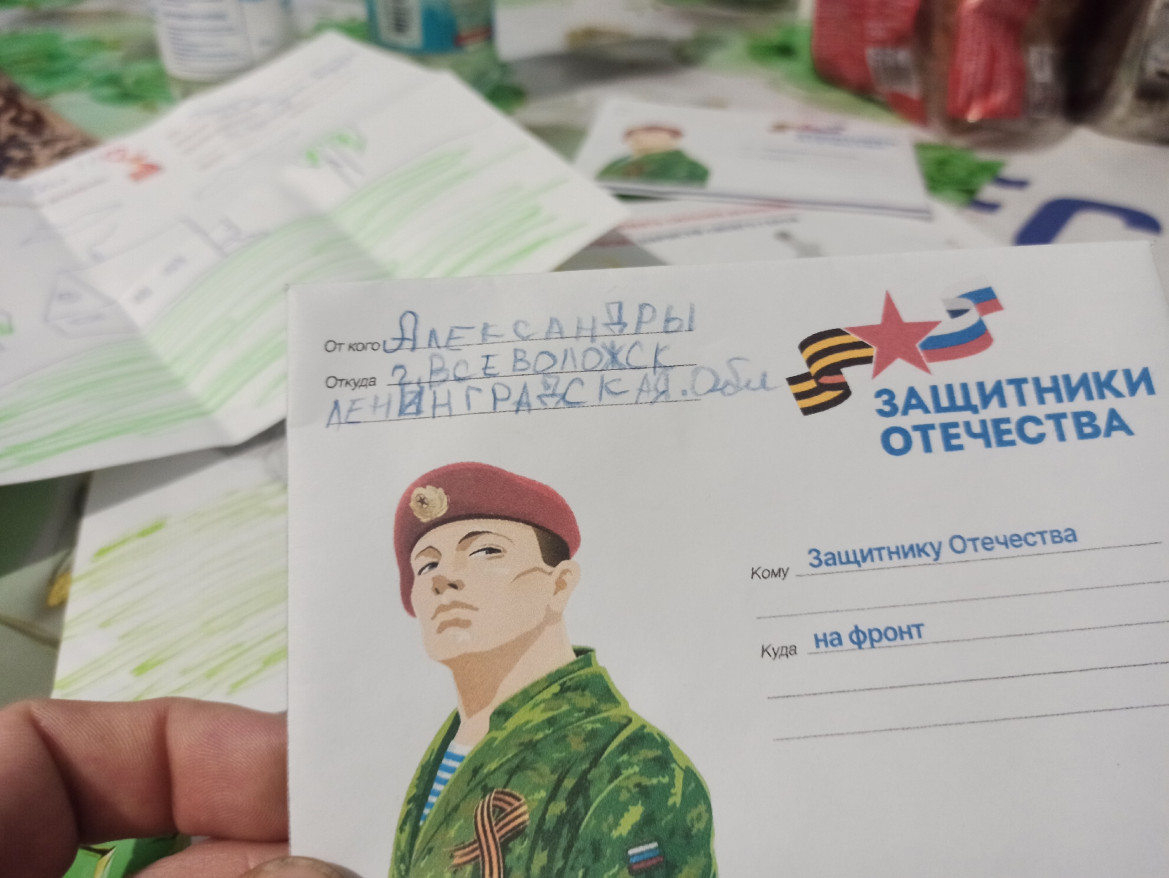 От кого Александры
Откуда г. Всеволожск
Ленинградская. Обл
ЗАЩИТНИКИ
ОТЕЧЕСТВА
Кому Защитнику Отечества
Куда на фронт